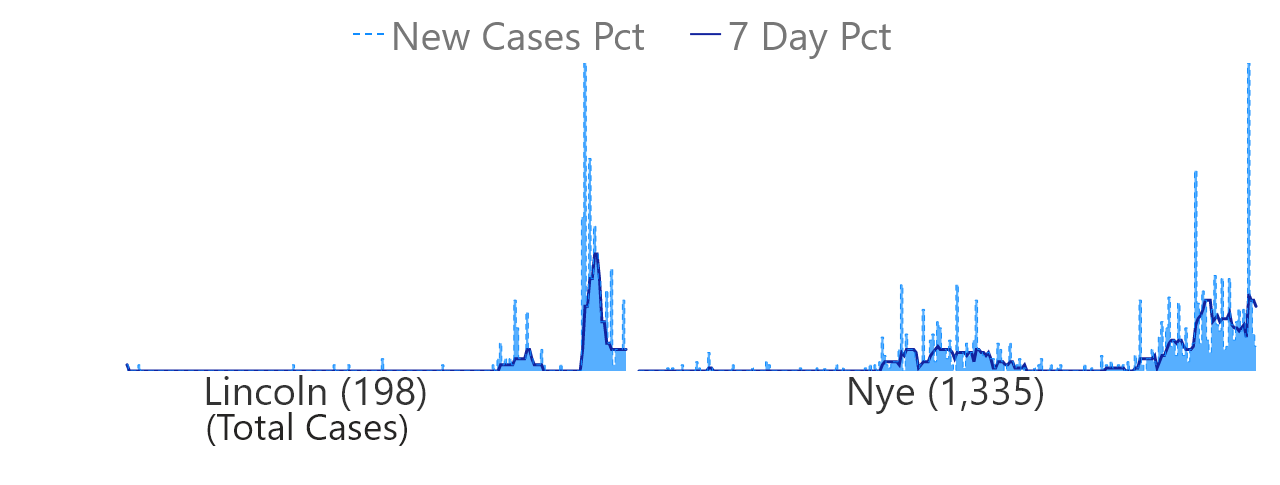 New Cases Pct 7 Day Pct
Lincoln (198)
(Total Cases)
Nye (1,335)